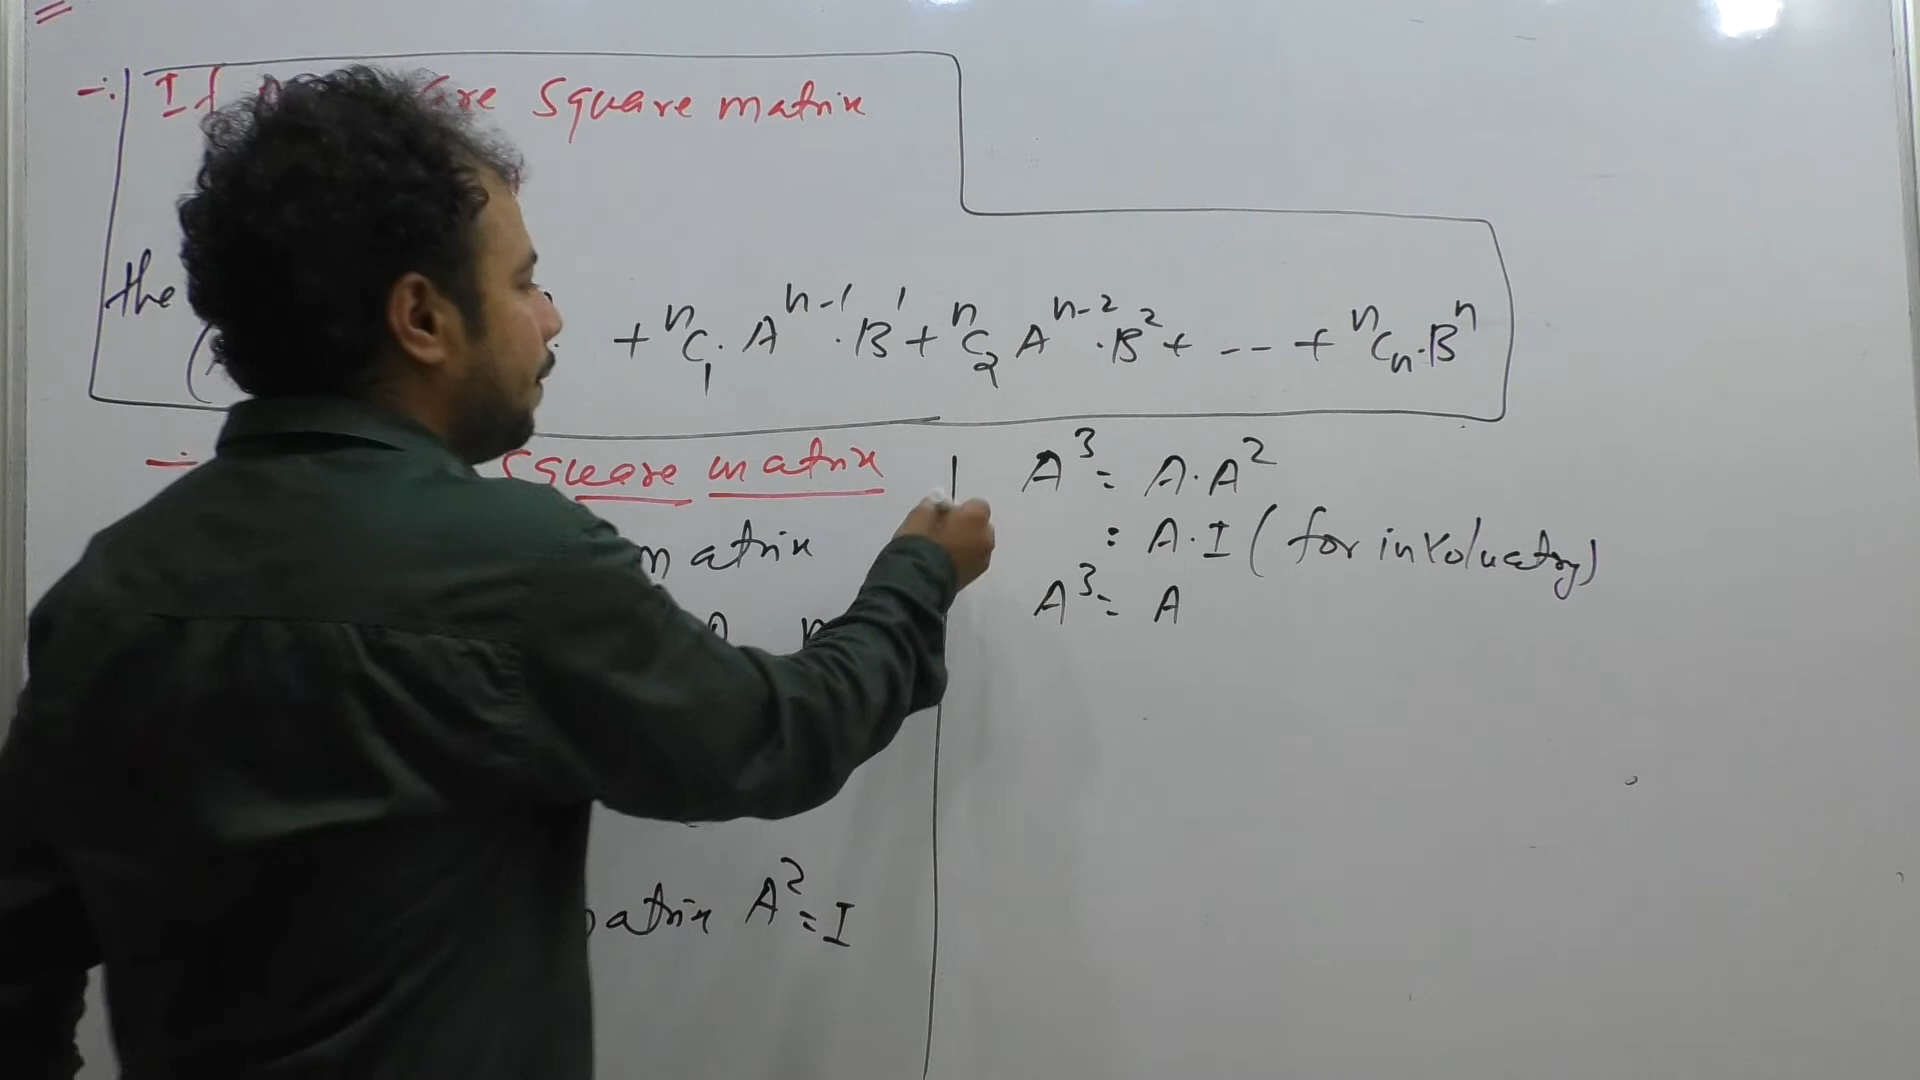 If are Square matrix
the
+ ⁿC₁. Aⁿ⁻¹ . B¹ + ⁿC₂ Aⁿ⁻² .B² + -- + ⁿCₙ.Bⁿ
Square matrix
matrix
matrix A² = I
A³ = A.A²
= A.I (for involuatry)
A³ = A